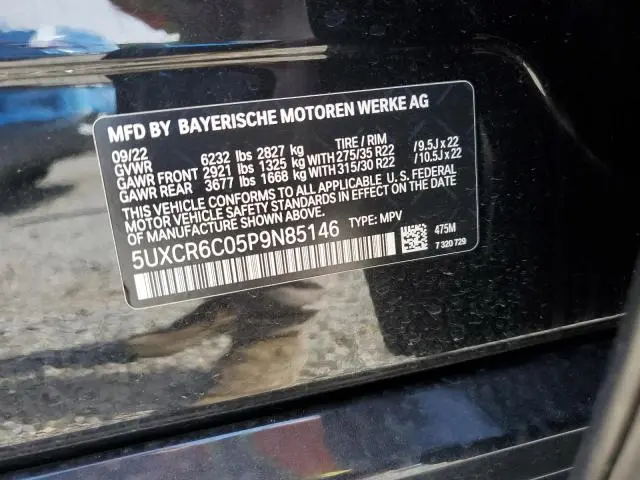 MFD BY BAYERISCHE MOTOREN WERKE AG
09/22 TIRE / RIM
GVWR 6232 lbs 2827 kg
GAWR FRONT 2921 lbs 1325 kg WITH 275/35 R22 / 9.5J x 22
GAWR REAR 3677 lbs 1668 kg WITH 315/30 R22 / 10.5J x 22
THIS VEHICLE CONFORMS TO ALL APPLICABLE U.S. FEDERAL
MOTOR VEHICLE SAFETY STANDARDS IN EFFECT ON THE DATE
OF MANUFACTURE SHOWN ABOVE.
5UXCR6C05P9N85146 TYPE: MPV
475M
7 320 729